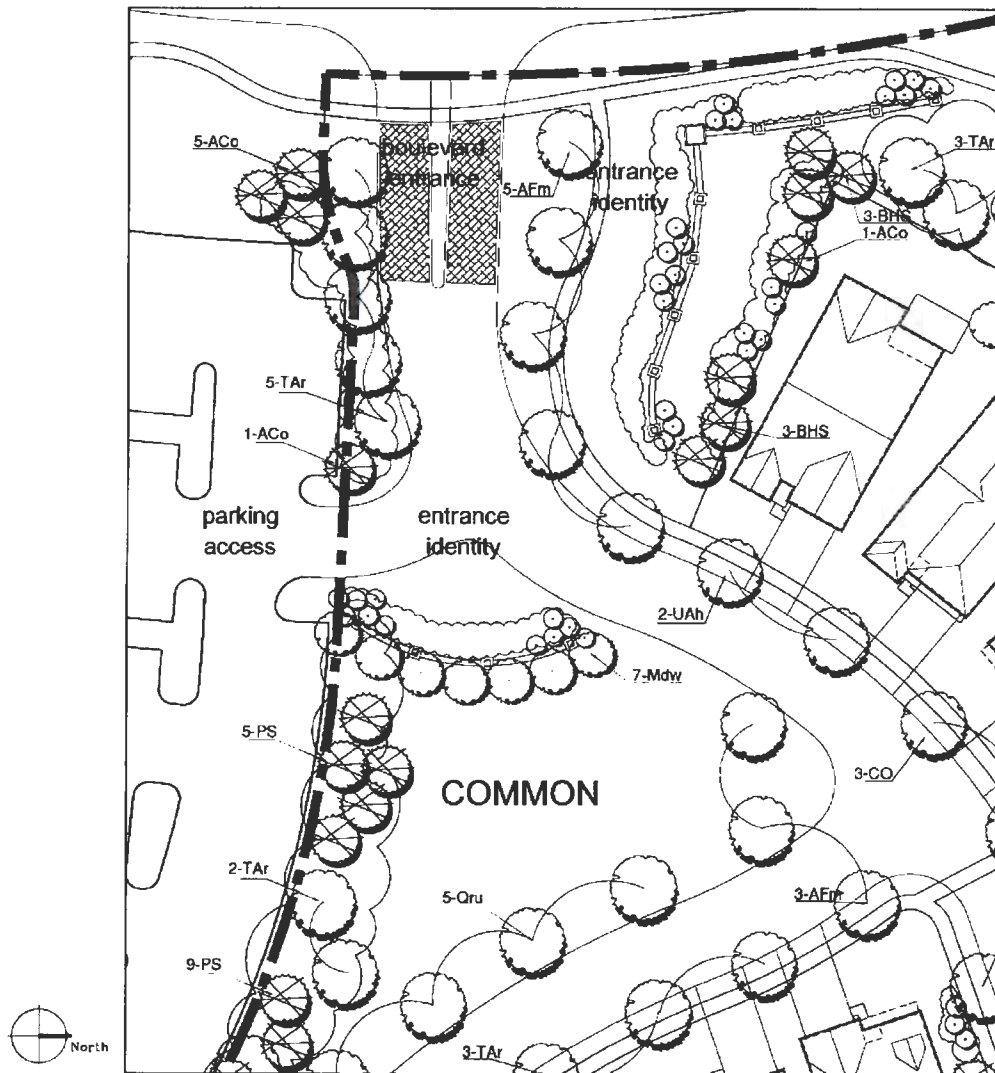 5-ACo
boulevard
entrance
5-AFm
entrance
identity
3-TAr
3-BHS
1-ACo
5-TAr
1-ACo
3-BHS
parking
access
entrance
identity
2-UAh
7-Mdw
5-PS
3-CO
COMMON
2-TAr
5-Qru
3-AFm
9-PS
North
3-TAr